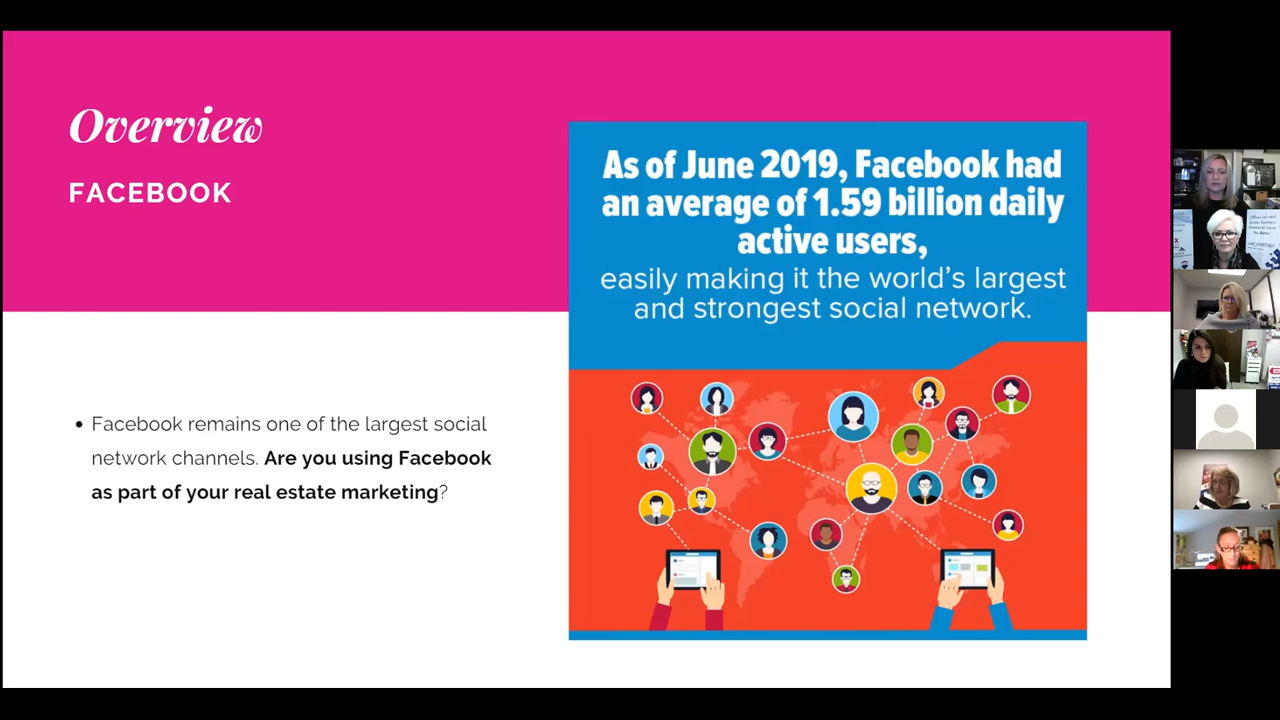 Overview
FACEBOOK
As of June 2019, Facebook had
an average of 1.59 billion daily
active users,
easily making it the world's largest
and strongest social network.
• Facebook remains one of the largest social
network channels. Are you using Facebook
as part of your real estate marketing?